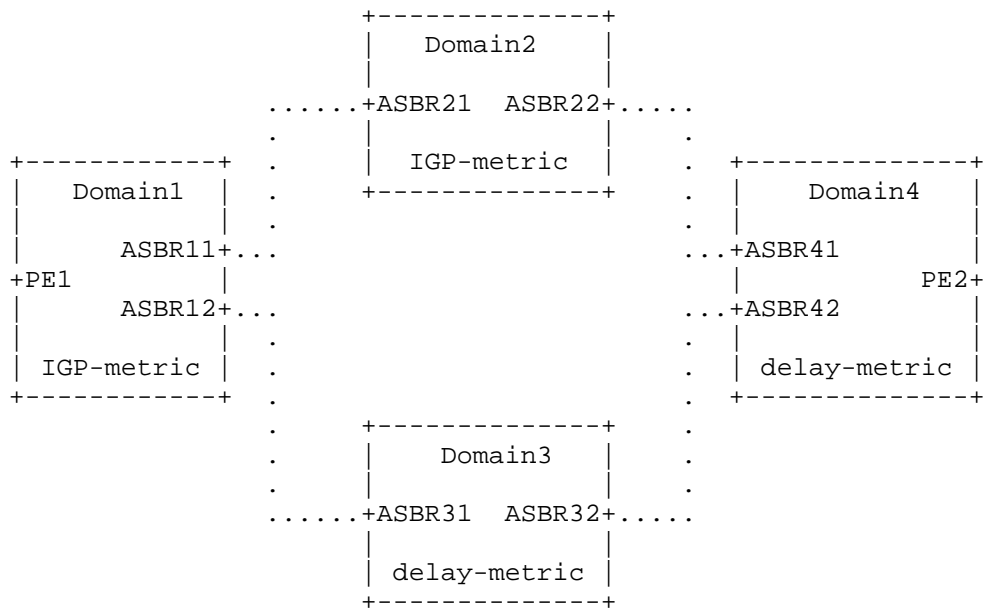 Domain2
ASBR21 ASBR22
IGP-metric
Domain1
Domain4
ASBR11
ASBR41
PE1
PE2
ASBR12
ASBR42
IGP-metric
delay-metric
Domain3
ASBR31 ASBR32
delay-metric